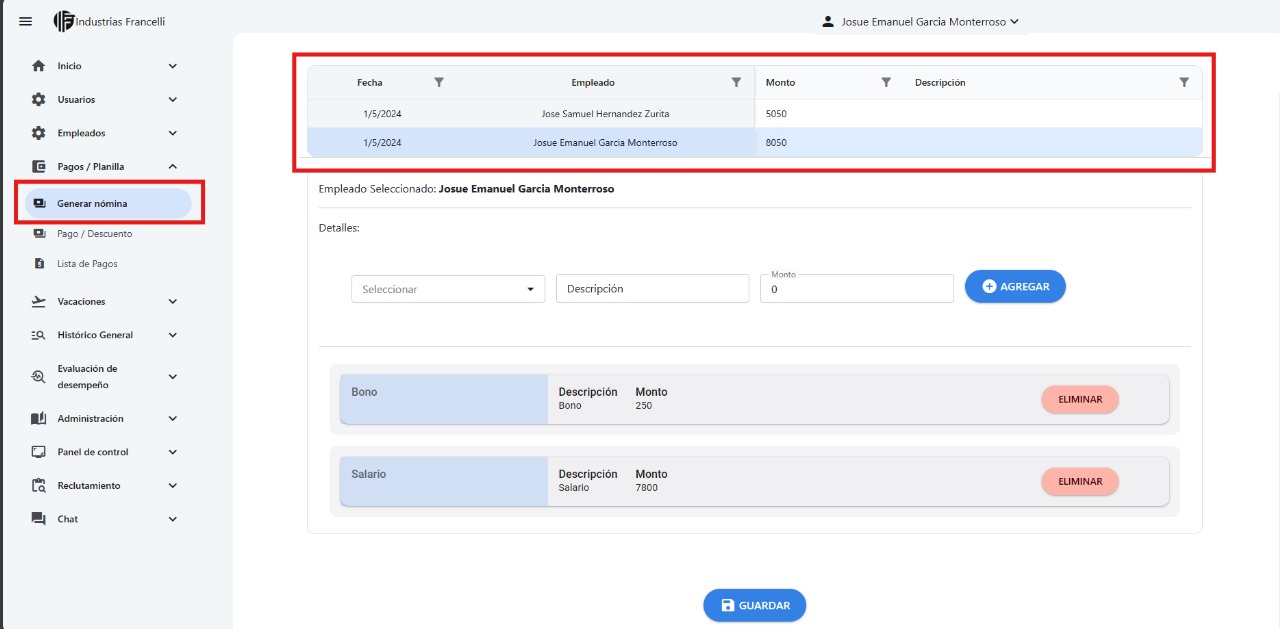 Industrias Francelli
Josue Emanuel Garcia Monterroso
Inicio
Usuarios
Empleados
Pagos / Planilla
Generar nómina
Pago / Descuento
Lista de Pagos
Vacaciones
Histórico General
Evaluación de
desempeño
Administración
Panel de control
Reclutamiento
Chat
Fecha Empleado Monto Descripción
1/5/2024 Jose Samuel Hernandez Zurita 5050
1/5/2024 Josue Emanuel Garcia Monterroso 8050
Empleado Seleccionado: Josue Emanuel Garcia Monterroso
Detalles:
Monto
Seleccionar Descripción 0 AGREGAR
Bono Descripción Monto
Bono 250 ELIMINAR
Salario Descripción Monto
Salario 7800 ELIMINAR
GUARDAR